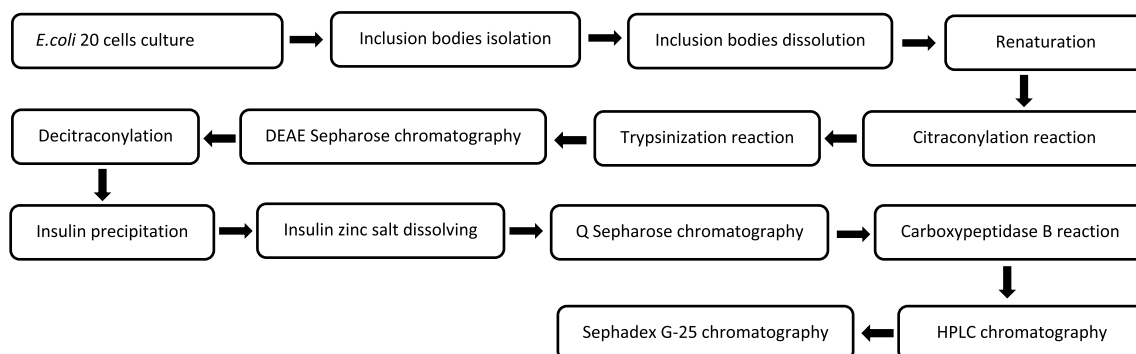 E.coli 20 cells culture
Inclusion bodies isolation
Inclusion bodies dissolution
Renaturation
Citraconylation reaction
Trypsinization reaction
DEAE Sepharose chromatography
Decitraconylation
Insulin precipitation
Insulin zinc salt dissolving
Q Sepharose chromatography
Carboxypeptidase B reaction
HPLC chromatography
Sephadex G-25 chromatography